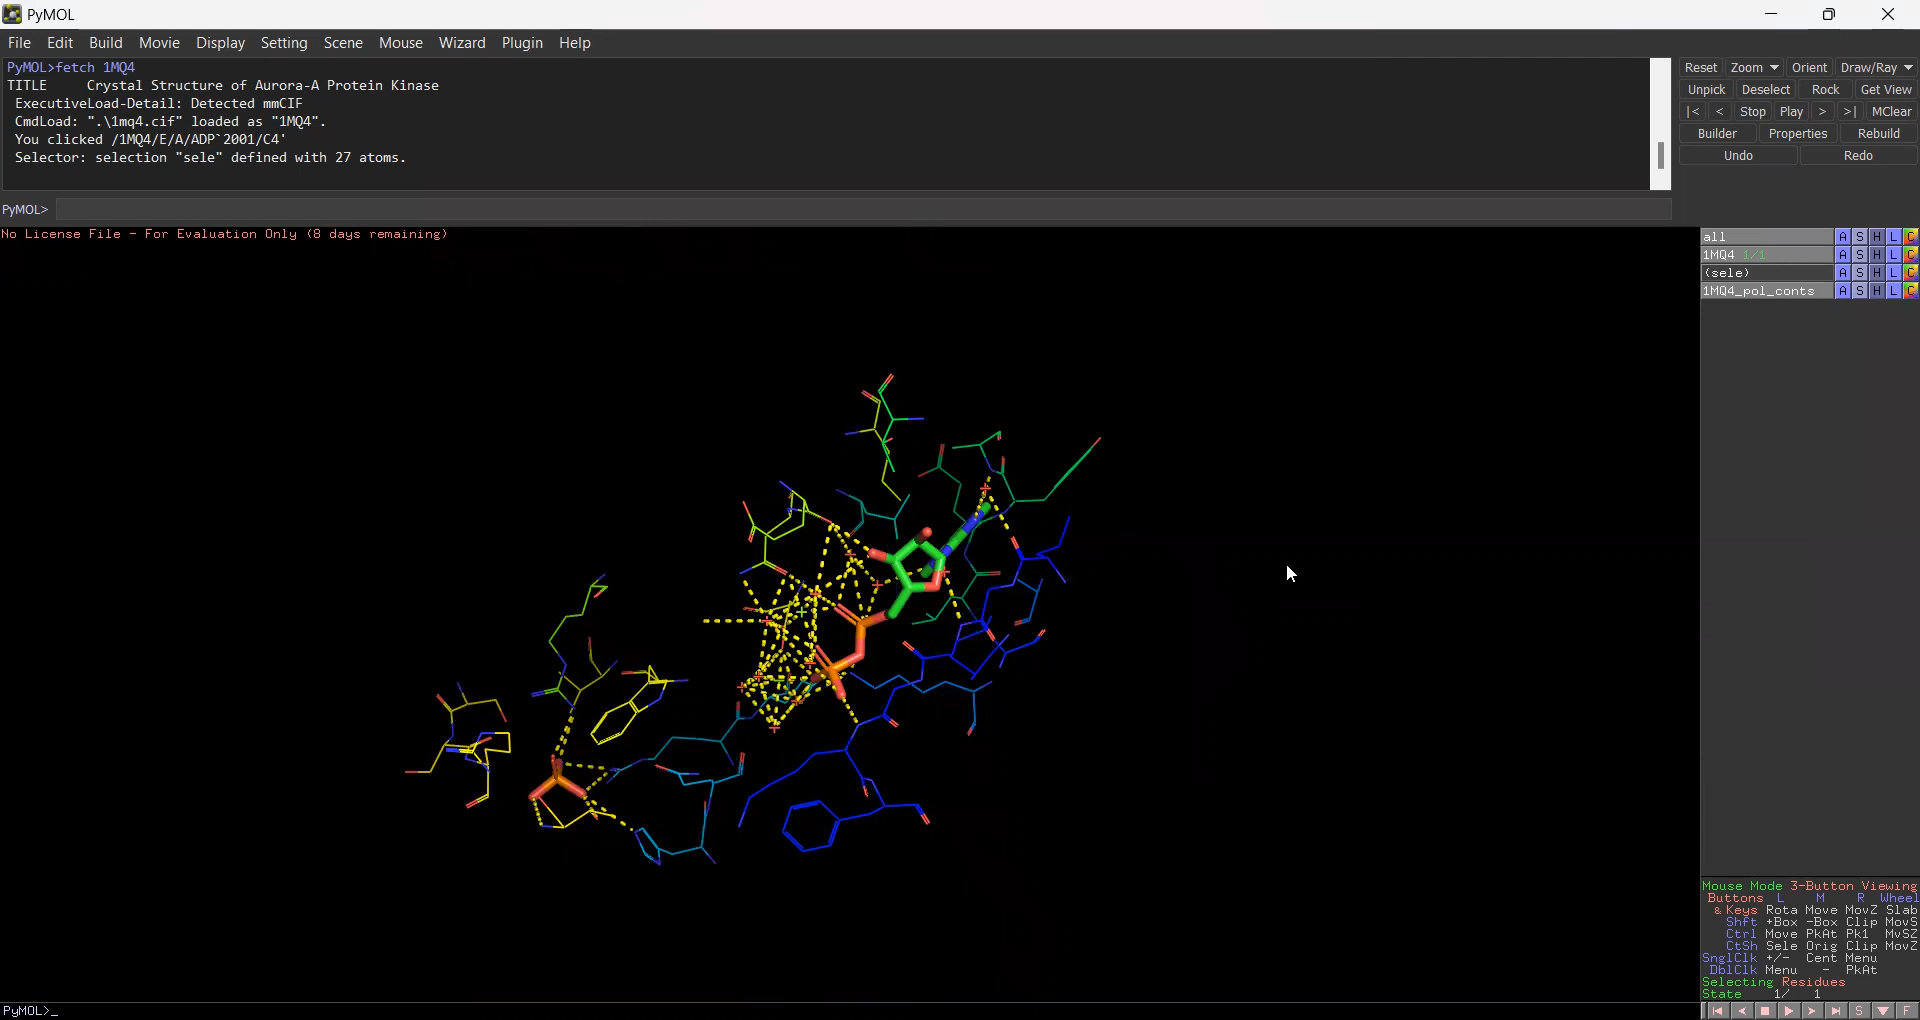 PyMOL
File Edit Build Movie Display Setting Scene Mouse Wizard Plugin Help
PyMOL>fetch 1MQ4
TITLE Crystal Structure of Aurora-A Protein Kinase
ExecutiveLoad-Detail: Detected mmCIF
CmdLoad: ".\1mq4.cif" loaded as "1MQ4".
You clicked /1MQ4/E/A/ADP`2001/C4'
Selector: selection "sele" defined with 27 atoms.
PyMOL>
Reset Zoom Orient Draw/Ray
Unpick Deselect Rock Get View
|< < Stop Play > >| MClear
Builder Properties Rebuild
Undo Redo
No License File - For Evaluation Only (8 days remaining)
all A S H L C
1MQ4 1/1 A S H L C
(sele) A S H L C
1MQ4_pol_conts A S H L C
Mouse Mode 3-Button Viewing
Buttons L M R Wheel
& Keys Rota Move MovZ Slab
Shft +Box -Box Clip MovS
Ctrl Move PkAt Pk1 MvSZ
CtSh Sele Orig Clip MovZ
SnglClk +/- Cent Menu
DblClk Menu - PkAt
Selecting Residues
State 1/ 1
PyMOL>_
S F